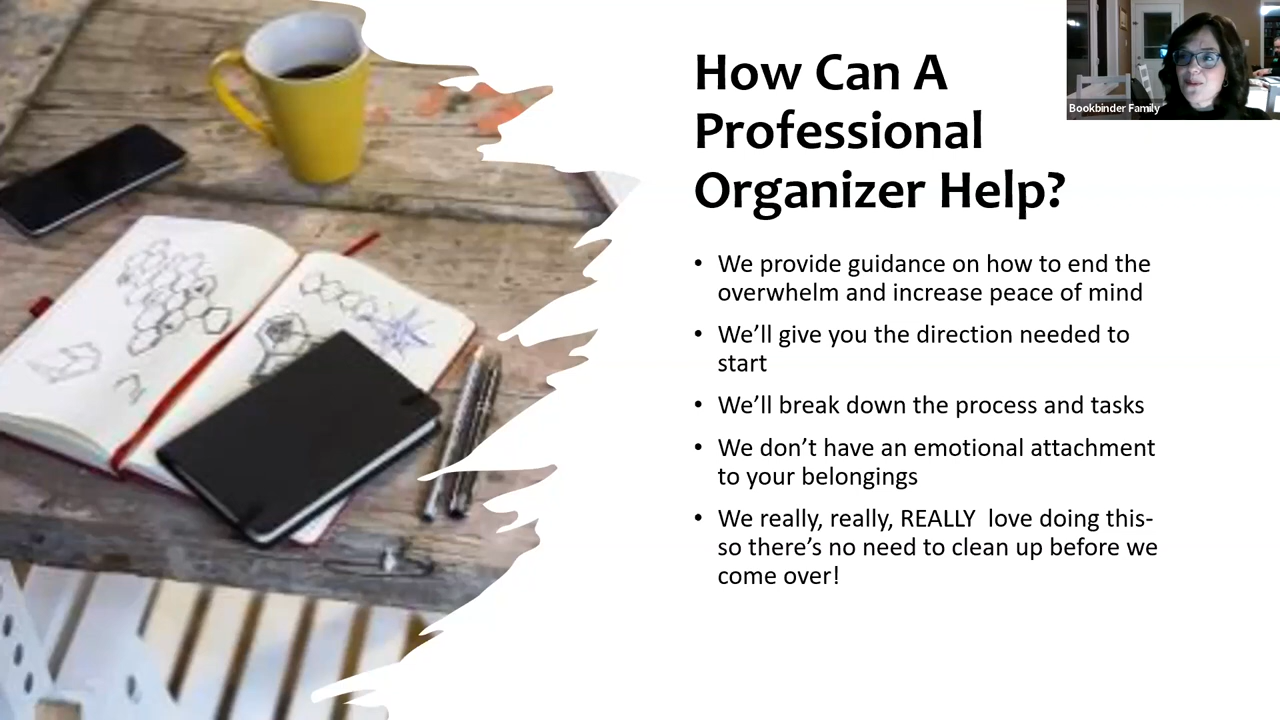 How Can A
Professional
Organizer Help?
Bookbinder Family
• We provide guidance on how to end the
overwhelm and increase peace of mind
• We’ll give you the direction needed to
start
• We’ll break down the process and tasks
• We don’t have an emotional attachment
to your belongings
• We really, really, REALLY  love doing this-
so there’s no need to clean up before we
come over!